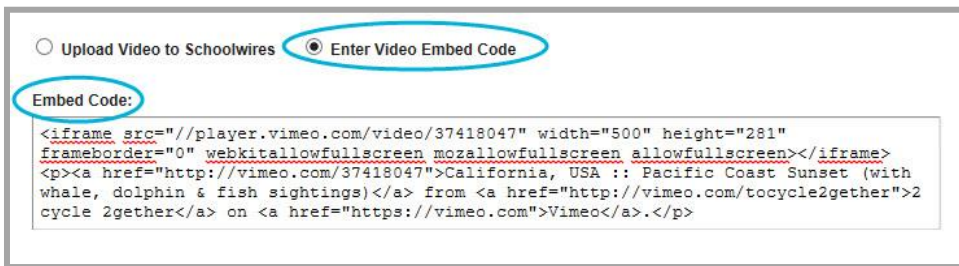 Upload Video to Schoolwires Enter Video Embed Code
Embed Code:
<iframe src="//player.vimeo.com/video/37418047" width="500" height="281"
frameborder="0" webkitallowfullscreen mozallowfullscreen allowfullscreen></iframe>
<p><a href="http://vimeo.com/37418047">California, USA :: Pacific Coast Sunset (with
whale, dolphin & fish sightings)</a> from <a href="http://vimeo.com/tocycle2gether">2
cycle 2gether</a> on <a href="https://vimeo.com">Vimeo</a>.</p>